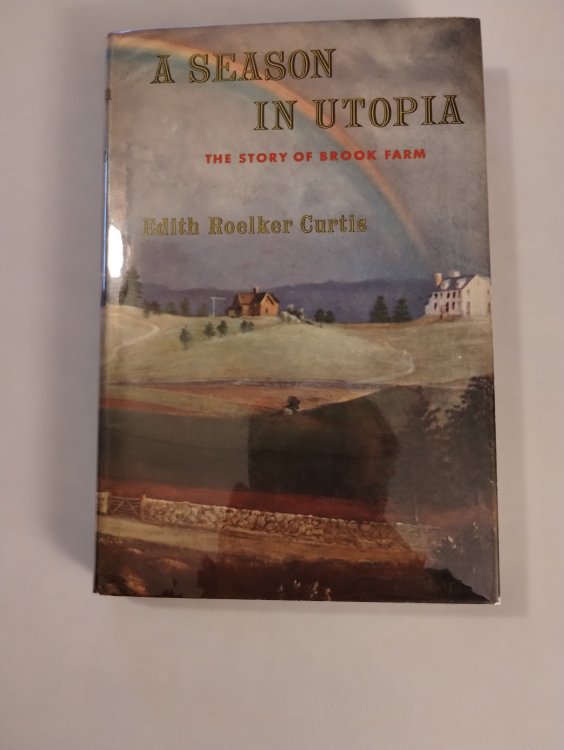 A SEASON
IN UTOPIA
THE STORY OF BROOK FARM
Edith Roelker Curtis